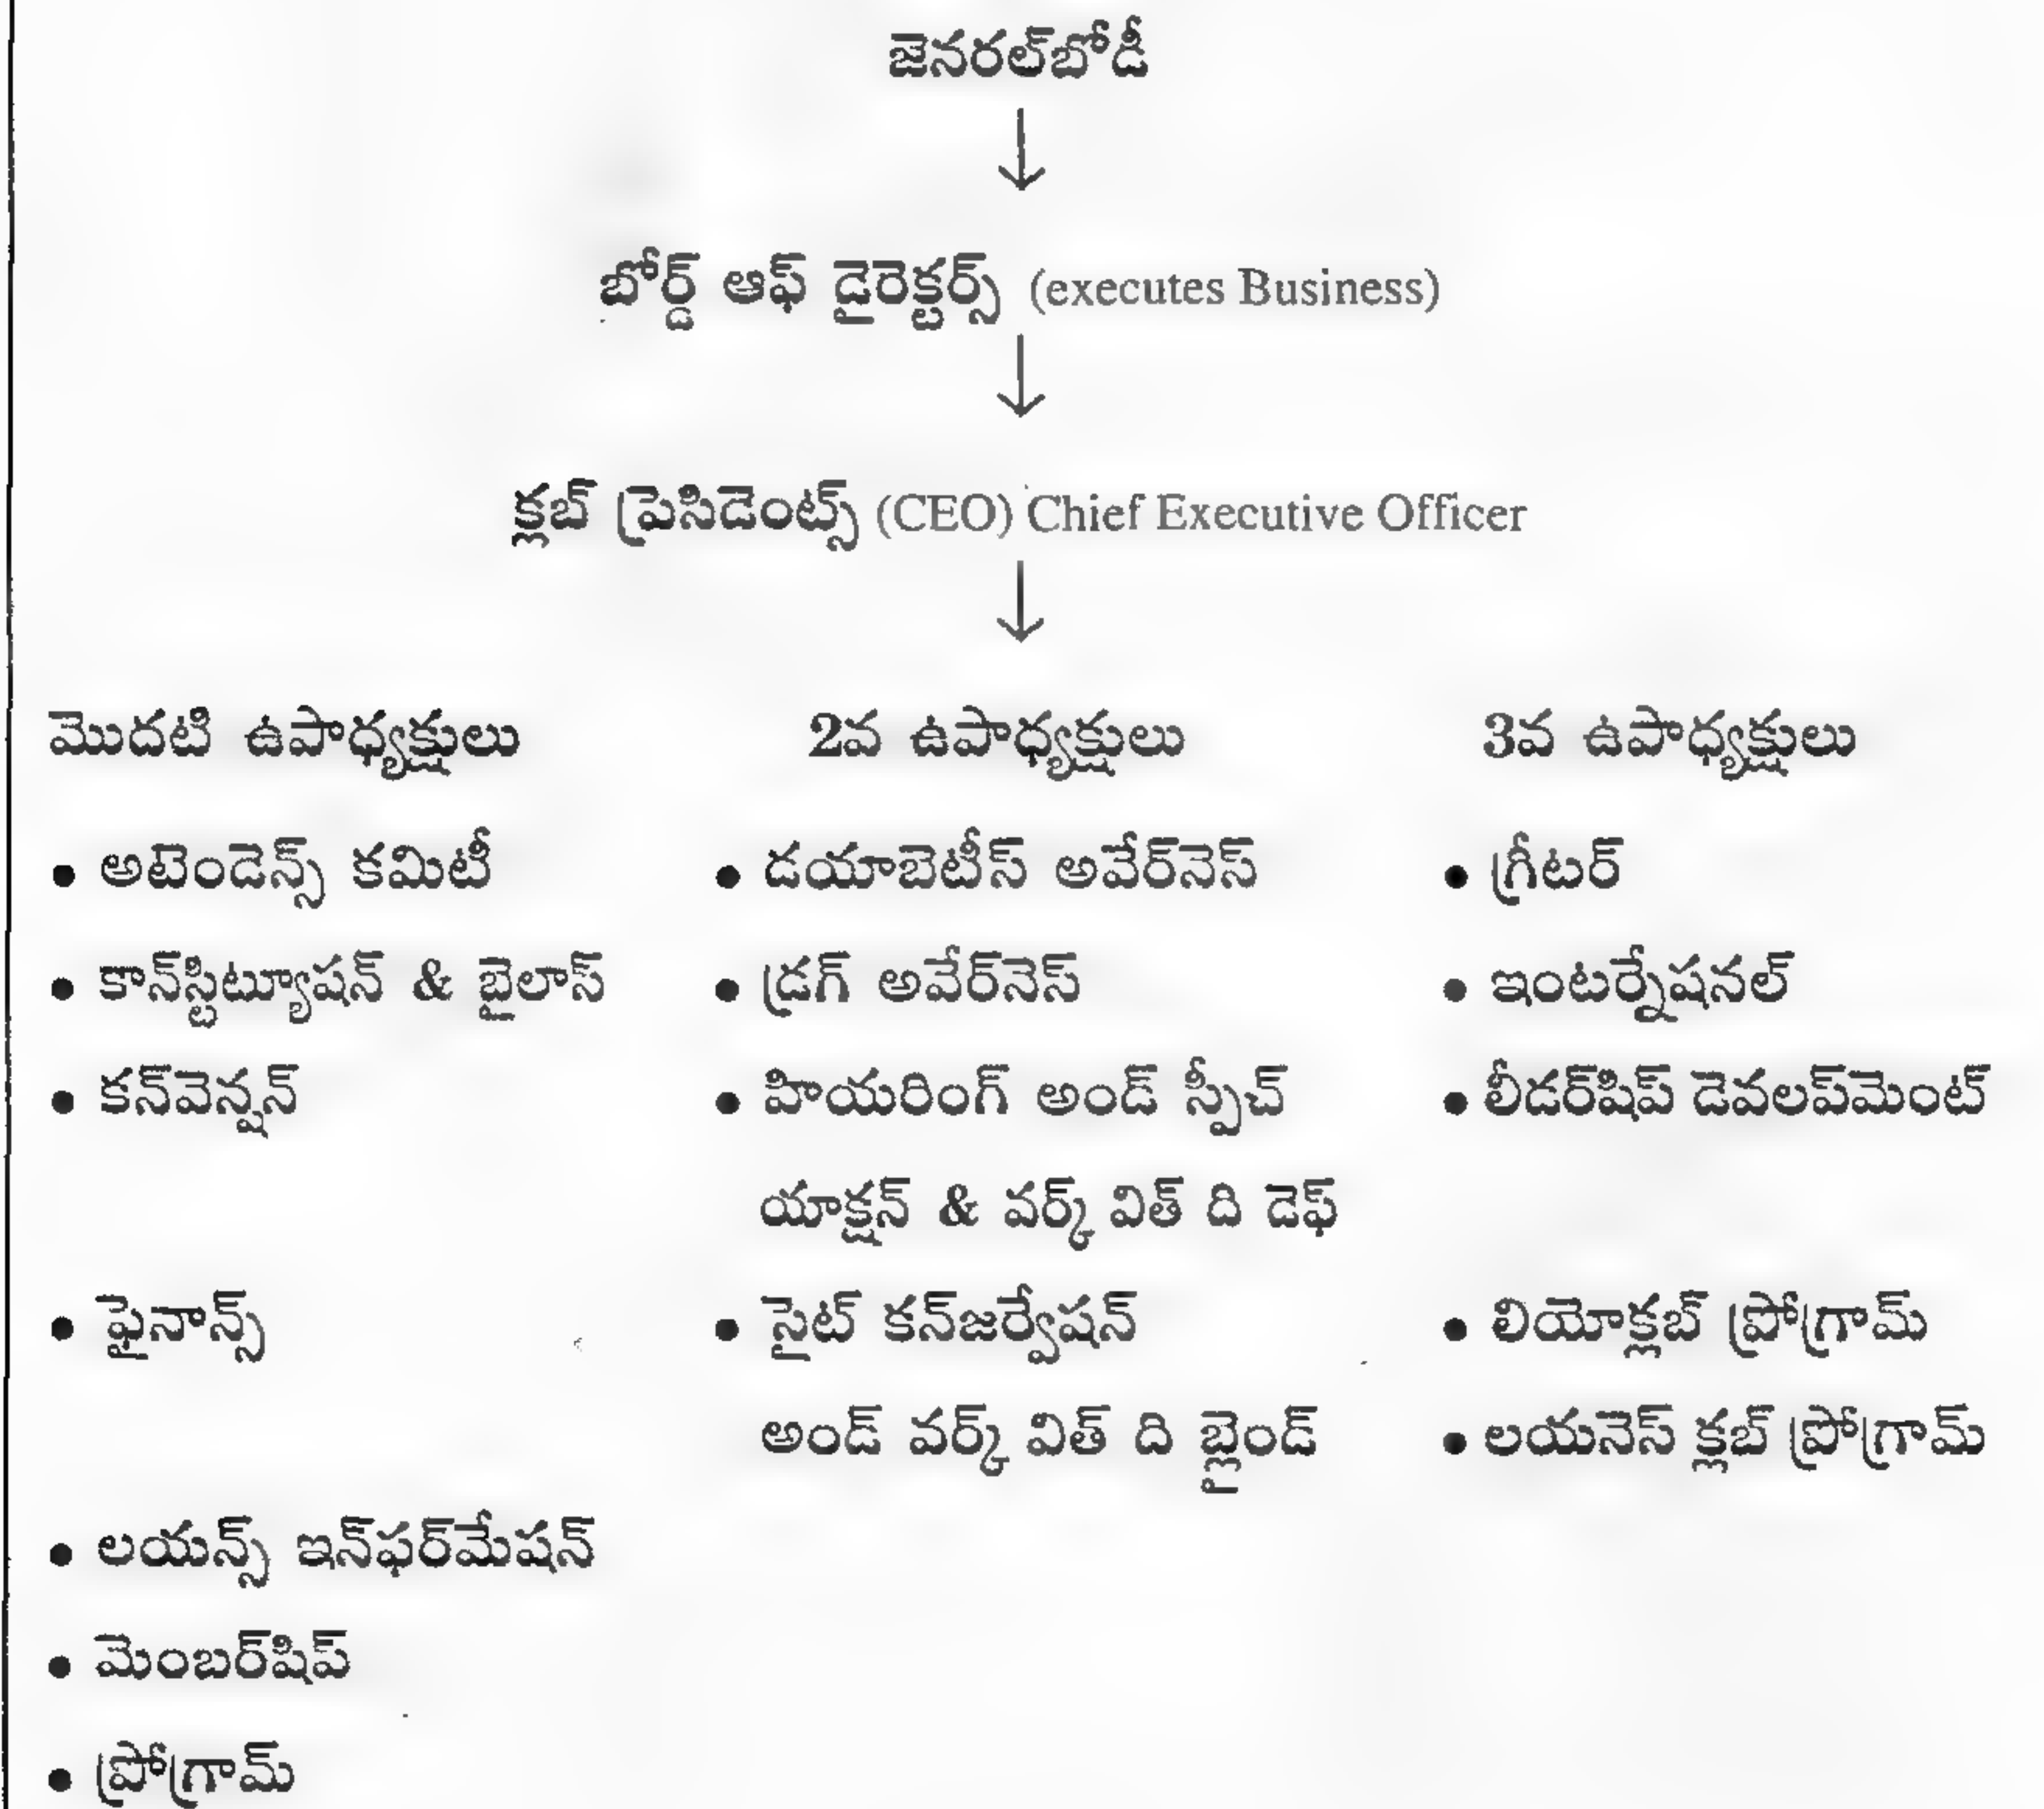 జెనరల్‌బోడీ
బోర్డ్ ఆఫ్ డైరెక్టర్స్ (executes Business)
క్లబ్ ప్రెసిడెంట్స్ (CEO) Chief Executive Officer
మొదటి ఉపాధ్యక్షులు 2వ ఉపాధ్యక్షులు 3వ ఉపాధ్యక్షులు
• అటెండెన్స్ కమిటీ • డయాబెటీస్ అవేర్‌నెస్ • గ్రీటర్
• కాన్‌స్టిట్యూషన్ & బైలాస్ • డ్రగ్ అవేర్‌నెస్ • ఇంటర్నేషనల్
• కన్‌వెన్షన్ • హియరింగ్ అండ్ స్పీచ్ • లీడర్‌షిప్ డెవలప్‌మెంట్
యాక్షన్ & వర్క్ విత్ ది డెఫ్
• ఫైనాన్స్ • సైట్ కన్‌జర్వేషన్ • లియోక్లబ్ ప్రోగ్రామ్
అండ్ వర్క్ విత్ ది బ్లైండ్ • లయనెస్ క్లబ్ ప్రోగ్రామ్
• లయన్స్ ఇన్‌ఫర్‌మేషన్
• మెంబర్‌షిప్
• ప్రోగ్రామ్